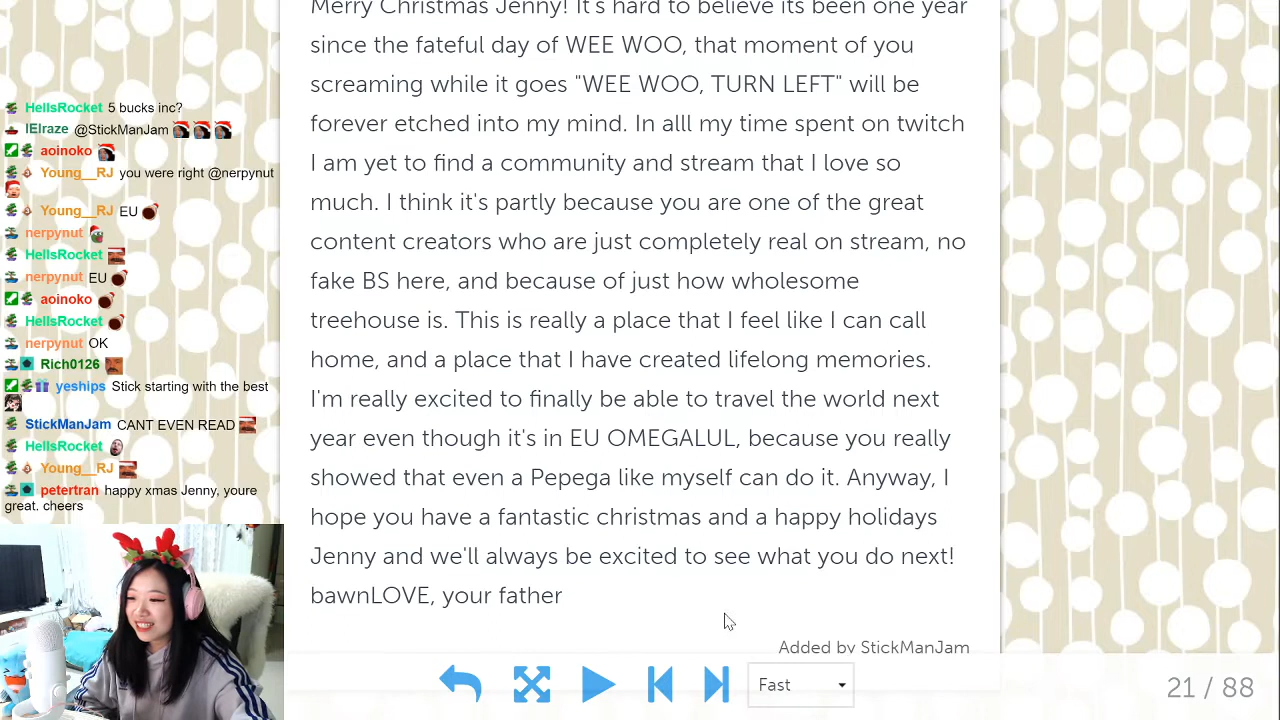 HellsRocket 5 bucks inc?
IElraze @StickManJam
aoinoko
Young__RJ you were right @nerpynut
Young__RJ EU
nerpynut
HellsRocket
nerpynut EU
aoinoko
HellsRocket
nerpynut OK
Rich0126
yeships Stick starting with the best
StickManJam CANT EVEN READ
HellsRocket
Young__RJ
petertran happy xmas Jenny, youre
great. cheers
Merry Christmas Jenny! It's hard to believe its been one year
since the fateful day of WEE WOO, that moment of you
screaming while it goes "WEE WOO, TURN LEFT" will be
forever etched into my mind. In alll my time spent on twitch
I am yet to find a community and stream that I love so
much. I think it's partly because you are one of the great
content creators who are just completely real on stream, no
fake BS here, and because of just how wholesome
treehouse is. This is really a place that I feel like I can call
home, and a place that I have created lifelong memories.
I'm really excited to finally be able to travel the world next
year even though it's in EU OMEGALUL, because you really
showed that even a Pepega like myself can do it. Anyway, I
hope you have a fantastic christmas and a happy holidays
Jenny and we'll always be excited to see what you do next!
bawnLOVE, your father
Added by StickManJam
Fast
21 / 88